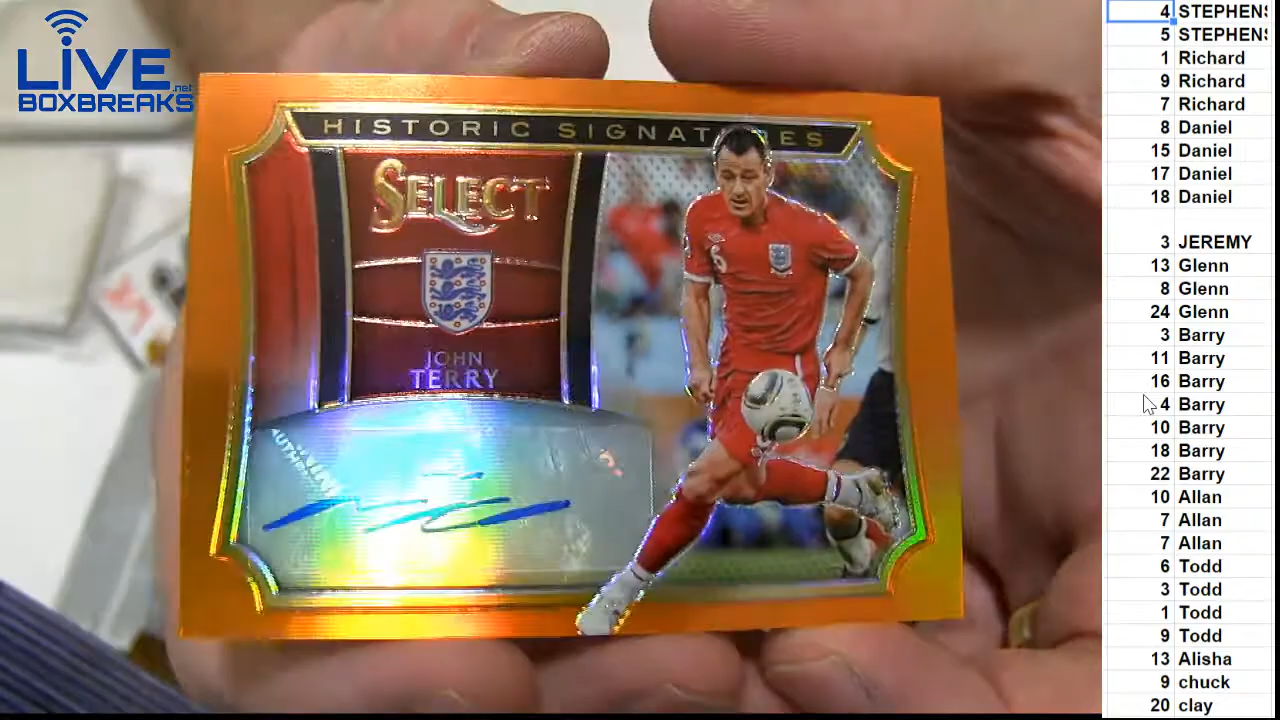 LIVE.net
BOXBREAKS
HISTORIC SIGNATURES
SELECT
JOHN
TERRY
6
4 STEPHENS
5 STEPHENS
1 Richard
9 Richard
7 Richard
8 Daniel
15 Daniel
17 Daniel
18 Daniel
3 JEREMY
13 Glenn
8 Glenn
24 Glenn
3 Barry
11 Barry
16 Barry
4 Barry
10 Barry
18 Barry
22 Barry
10 Allan
7 Allan
7 Allan
6 Todd
3 Todd
1 Todd
9 Todd
13 Alisha
9 chuck
20 clay